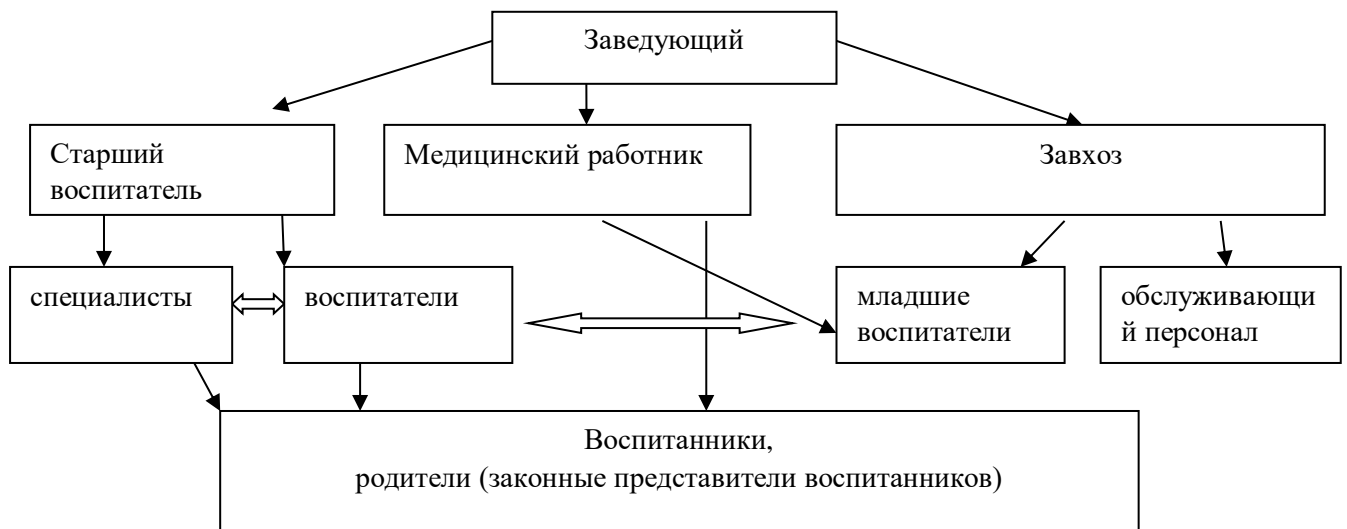 Заведующий
Старший
воспитатель
Медицинский работник
Завхоз
специалисты
воспитатели
младшие
воспитатели
обслуживающи
й персонал
Воспитанники,
родители (законные представители воспитанников)